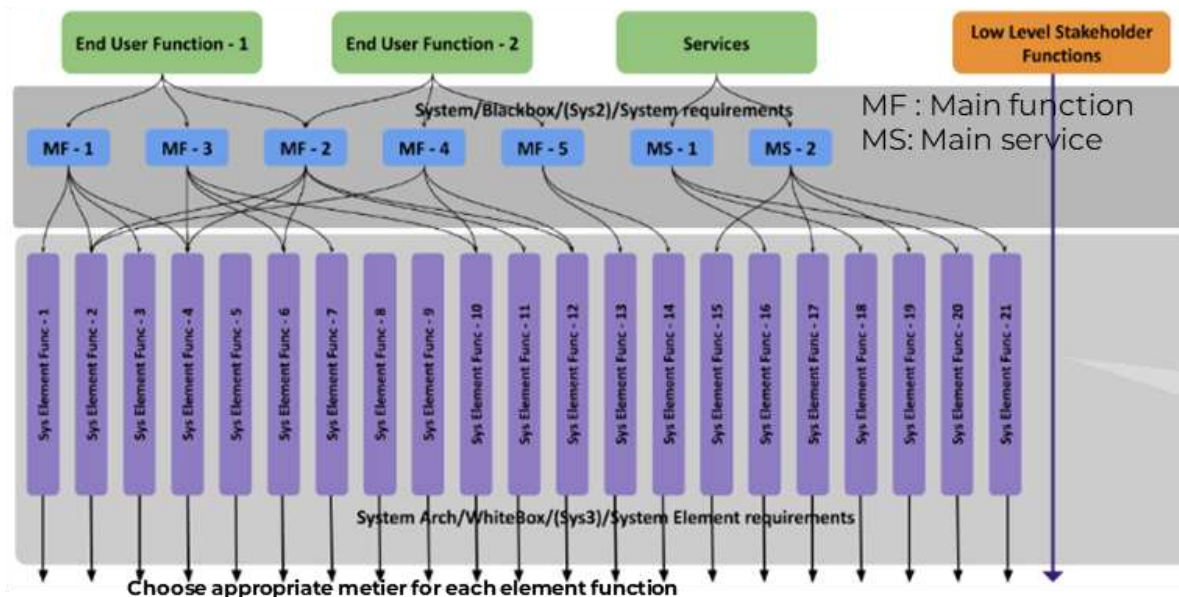 End User Function - 1
End User Function - 2
Services
Low Level Stakeholder
Functions
System/Blackbox/(Sys2)/System requirements
MF : Main function
MS: Main service
MF - 1
MF - 3
MF - 2
MF - 4
MF - 5
MS - 1
MS - 2
Sys Element Func - 1
Sys Element Func - 2
Sys Element Func - 3
Sys Element Func - 4
Sys Element Func - 5
Sys Element Func - 6
Sys Element Func - 7
Sys Element Func - 8
Sys Element Func - 9
Sys Element Func - 10
Sys Element Func - 11
Sys Element Func - 12
Sys Element Func - 13
Sys Element Func - 14
Sys Element Func - 15
Sys Element Func - 16
Sys Element Func - 17
Sys Element Func - 18
Sys Element Func - 19
Sys Element Func - 20
Sys Element Func - 21
System Arch/WhiteBox/(Sys3)/System Element requirements
Choose appropriate metier for each element function